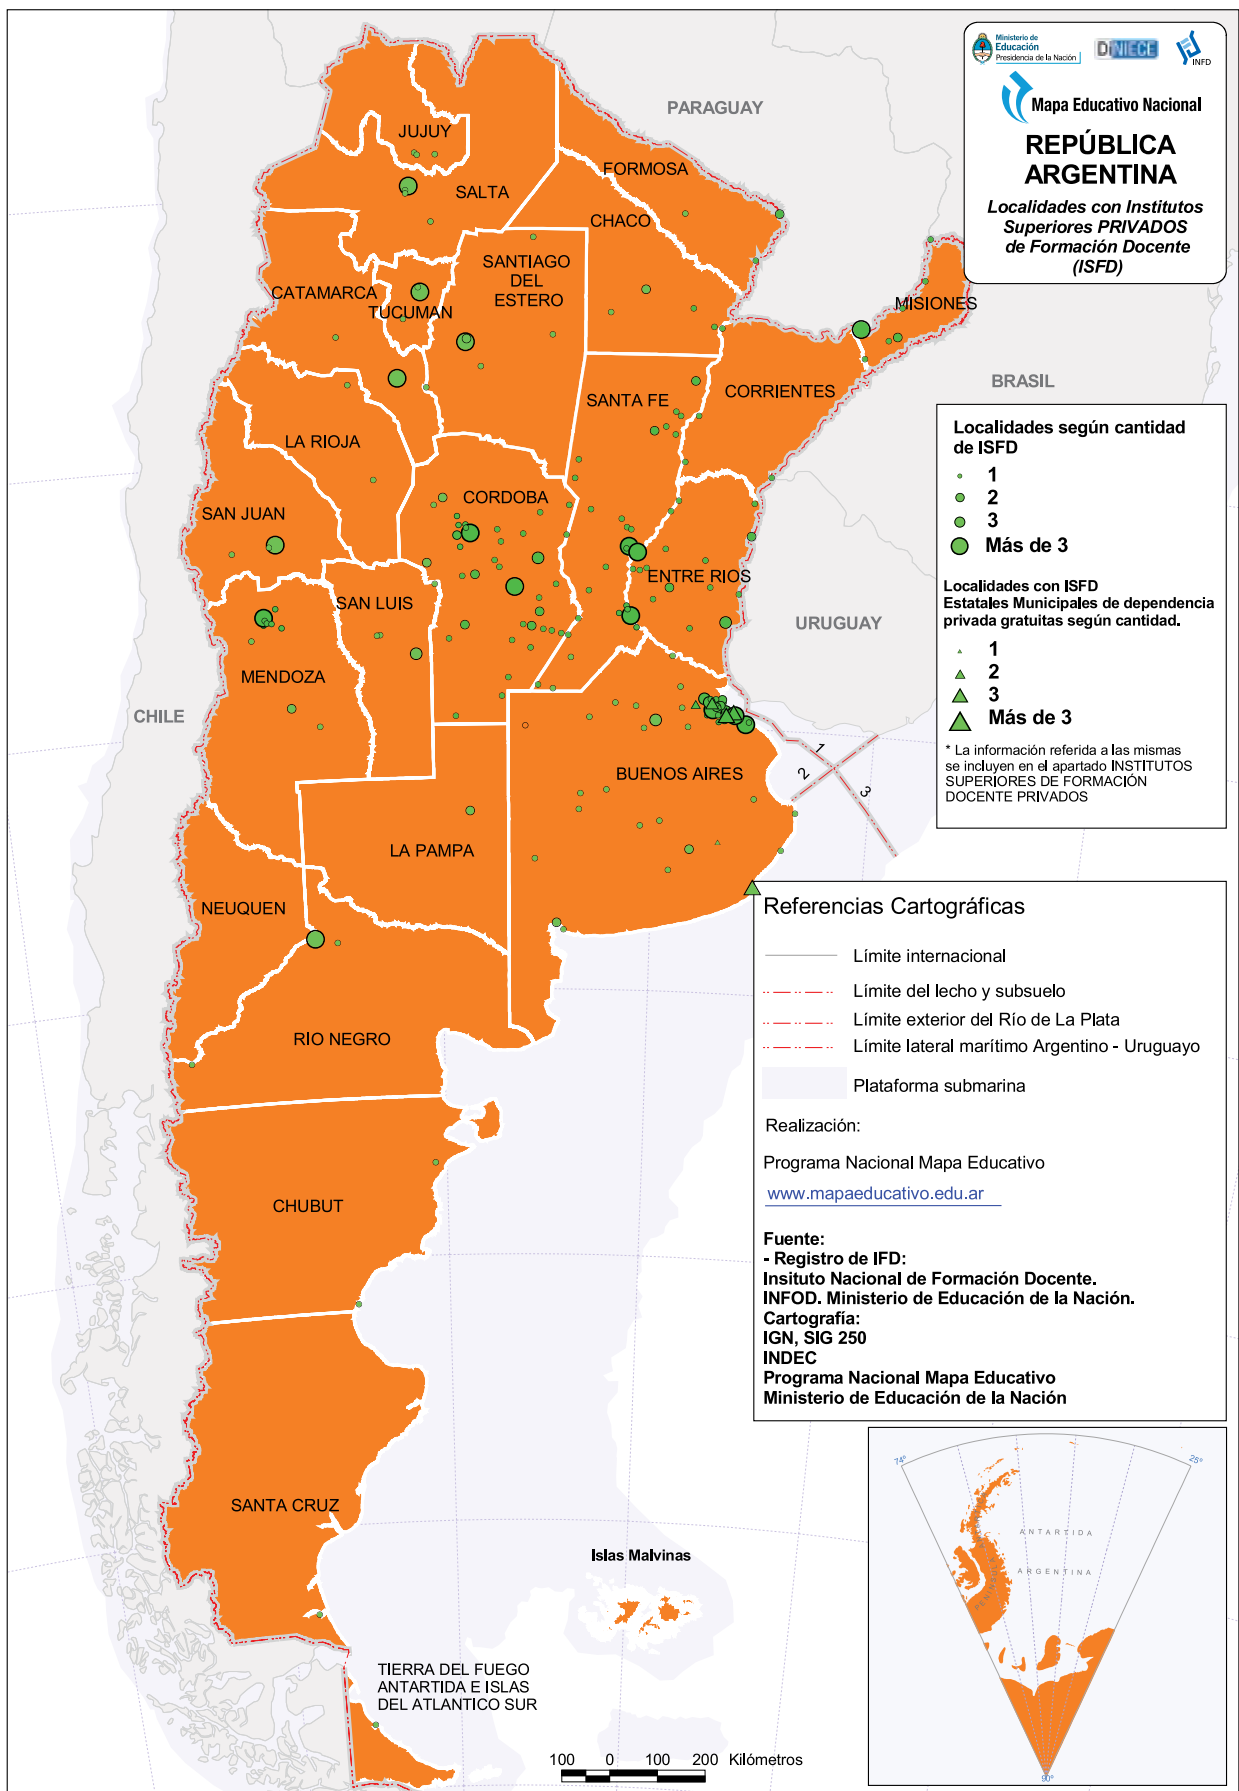 Ministerio de
Educación
Presidencia de la Nación
DiNIECE
INFD
Mapa Educativo Nacional
REPÚBLICA
ARGENTINA
Localidades con Institutos
Superiores PRIVADOS
de Formación Docente
(ISFD)
PARAGUAY
JUJUY
FORMOSA
SALTA
CHACO
SANTIAGO
DEL
ESTERO
CATAMARCA
TUCUMAN
MISIONES
BRASIL
CORRIENTES
SANTA FE
LA RIOJA
CORDOBA
SAN JUAN
ENTRE RIOS
SAN LUIS
URUGUAY
MENDOZA
CHILE
BUENOS AIRES
1
2
3
LA PAMPA
NEUQUEN
RIO NEGRO
CHUBUT
SANTA CRUZ
Islas Malvinas
TIERRA DEL FUEGO
ANTARTIDA E ISLAS
DEL ATLANTICO SUR
Localidades según cantidad
de ISFD
1
2
3
Más de 3
Localidades con ISFD
Estatales Municipales de dependencia
privada gratuitas según cantidad.
1
2
3
Más de 3
* La información referida a las mismas
se incluyen en el apartado INSTITUTOS
SUPERIORES DE FORMACIÓN
DOCENTE PRIVADOS
Referencias Cartográficas
Límite internacional
Límite del lecho y subsuelo
Límite exterior del Río de La Plata
Límite lateral marítimo Argentino - Uruguayo
Plataforma submarina
Realización:
Programa Nacional Mapa Educativo
www.mapaeducativo.edu.ar
Fuente:
- Registro de IFD:
Insituto Nacional de Formación Docente.
INFOD. Ministerio de Educación de la Nación.
Cartografía:
IGN, SIG 250
INDEC
Programa Nacional Mapa Educativo
Ministerio de Educación de la Nación
74º
25º
ANTARTIDA
ARGENTINA
90º
100 0 100 200 Kilómetros